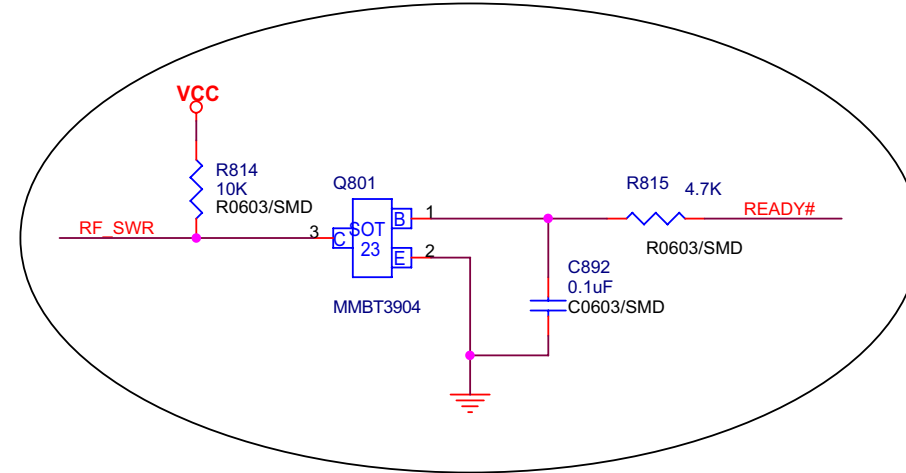 VCC
R814
10K
R0603/SMD
RF_SWR
Q801
3
C
SOT
23
B
1
E
2
MMBT3904
R815
4.7K
READY#
R0603/SMD
C892
0.1uF
C0603/SMD